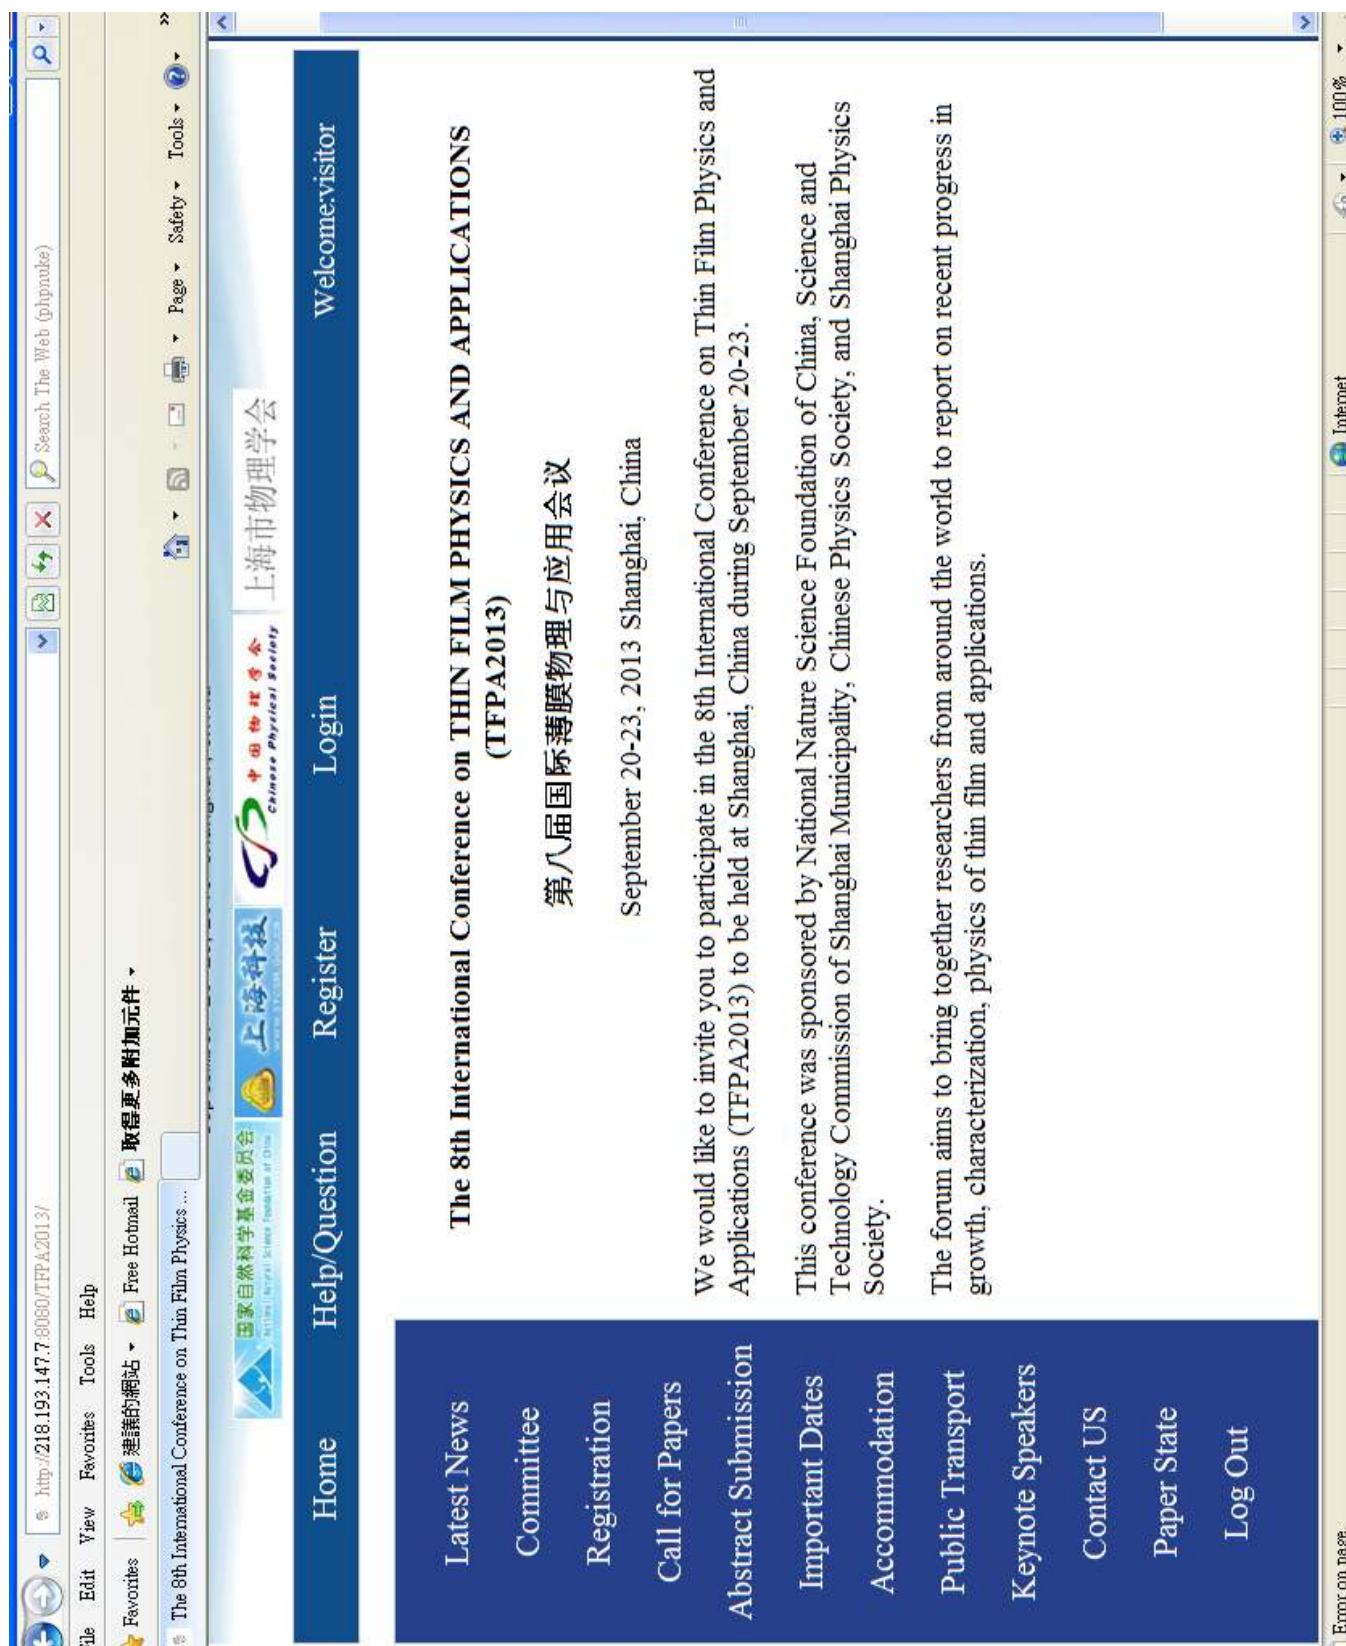 http://218.193.147.7:8080/TFPA2013/
Search The Web (phpnuke)
File Edit View Favorites Tools Help
Favorites 建議的網站 Free Hotmail 取得更多附加元件
The 8th International Conference on Thin Film Physics ...
Page Safety Tools
国家自然科学基金委员会
上海科技
中国物理学会
Chinese Physical Society
上海市物理学会
Home Help/Question Register Login Welcome:visitor
Latest News
Committee
Registration
Call for Papers
Abstract Submission
Important Dates
Accommodation
Public Transport
Keynote Speakers
Contact US
Paper State
Log Out
The 8th International Conference on THIN FILM PHYSICS AND APPLICATIONS
(TFPA2013)
第八届国际薄膜物理与应用会议
September 20-23, 2013 Shanghai, China
We would like to invite you to participate in the 8th International Conference on Thin Film Physics and
Applications (TFPA2013) to be held at Shanghai, China during September 20-23.
This conference was sponsored by National Nature Science Foundation of China, Science and
Technology Commission of Shanghai Municipality, Chinese Physics Society, and Shanghai Physics
Society.
The forum aims to bring together researchers from around the world to report on recent progress in
growth, characterization, physics of thin film and applications.
Error on page.
Internet
100%